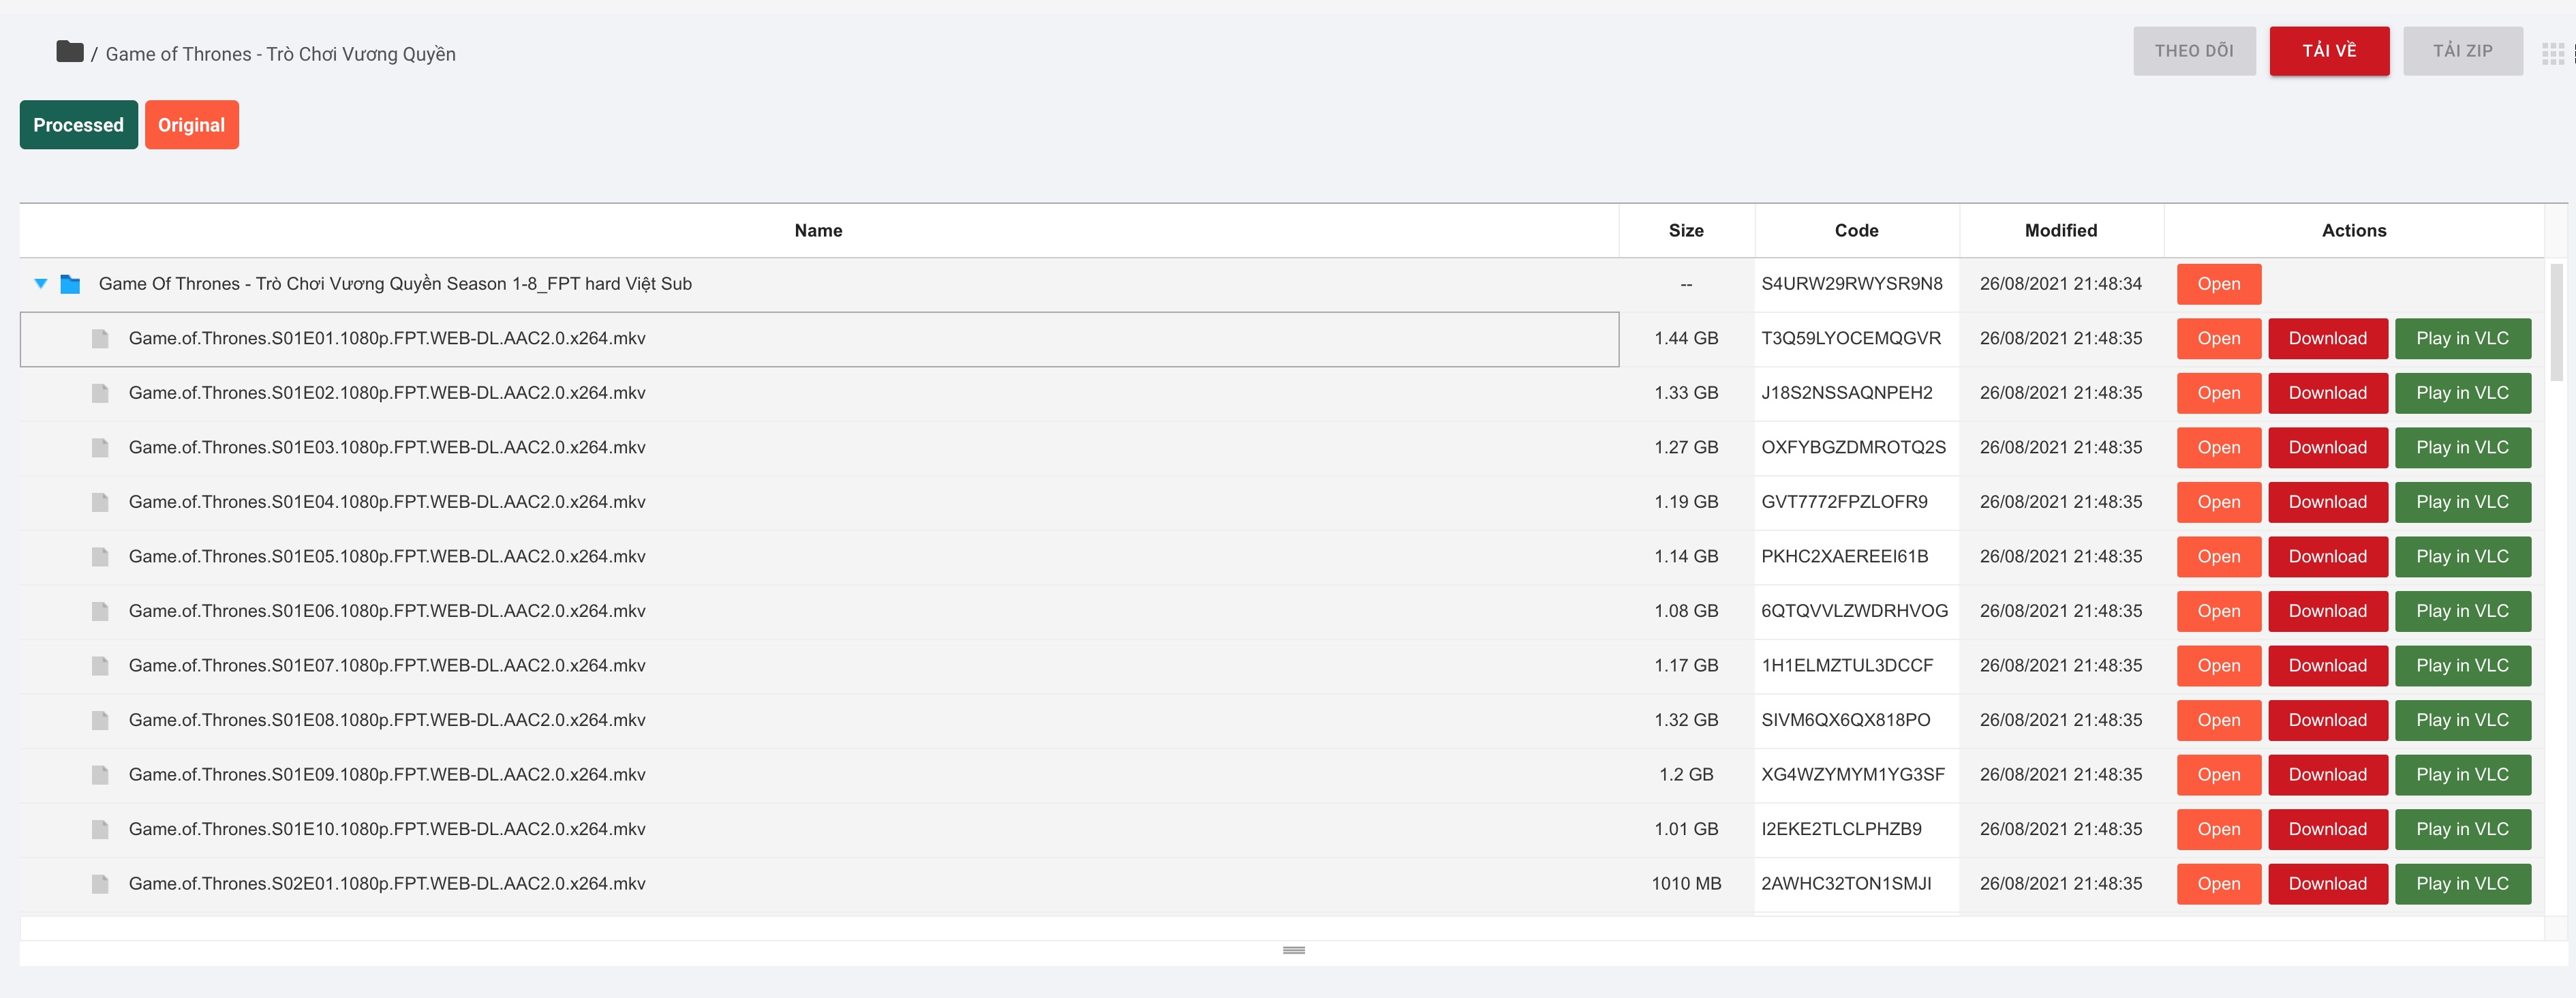 / Game of Thrones - Trò Chơi Vương Quyền
THEO DÕI TẢI VỀ TẢI ZIP
Processed Original
Name Size Code Modified Actions
Game Of Thrones - Trò Chơi Vương Quyền Season 1-8_FPT hard Việt Sub -- S4URW29RWYSR9N8 26/08/2021 21:48:34 Open
Game.of.Thrones.S01E01.1080p.FPT.WEB-DL.AAC2.0.x264.mkv 1.44 GB T3Q59LYOCEMQGVR 26/08/2021 21:48:35 Open Download Play in VLC
Game.of.Thrones.S01E02.1080p.FPT.WEB-DL.AAC2.0.x264.mkv 1.33 GB J18S2NSSAQNPEH2 26/08/2021 21:48:35 Open Download Play in VLC
Game.of.Thrones.S01E03.1080p.FPT.WEB-DL.AAC2.0.x264.mkv 1.27 GB OXFYBGZDMROTQ2S 26/08/2021 21:48:35 Open Download Play in VLC
Game.of.Thrones.S01E04.1080p.FPT.WEB-DL.AAC2.0.x264.mkv 1.19 GB GVT7772FPZLOFR9 26/08/2021 21:48:35 Open Download Play in VLC
Game.of.Thrones.S01E05.1080p.FPT.WEB-DL.AAC2.0.x264.mkv 1.14 GB PKHC2XAEREEI61B 26/08/2021 21:48:35 Open Download Play in VLC
Game.of.Thrones.S01E06.1080p.FPT.WEB-DL.AAC2.0.x264.mkv 1.08 GB 6QTQVVLZWDRHVOG 26/08/2021 21:48:35 Open Download Play in VLC
Game.of.Thrones.S01E07.1080p.FPT.WEB-DL.AAC2.0.x264.mkv 1.17 GB 1H1ELMZTUL3DCCF 26/08/2021 21:48:35 Open Download Play in VLC
Game.of.Thrones.S01E08.1080p.FPT.WEB-DL.AAC2.0.x264.mkv 1.32 GB SIVM6QX6QX818PO 26/08/2021 21:48:35 Open Download Play in VLC
Game.of.Thrones.S01E09.1080p.FPT.WEB-DL.AAC2.0.x264.mkv 1.2 GB XG4WZYMYM1YG3SF 26/08/2021 21:48:35 Open Download Play in VLC
Game.of.Thrones.S01E10.1080p.FPT.WEB-DL.AAC2.0.x264.mkv 1.01 GB I2EKE2TLCLPHZB9 26/08/2021 21:48:35 Open Download Play in VLC
Game.of.Thrones.S02E01.1080p.FPT.WEB-DL.AAC2.0.x264.mkv 1010 MB 2AWHC32TON1SMJI 26/08/2021 21:48:35 Open Download Play in VLC